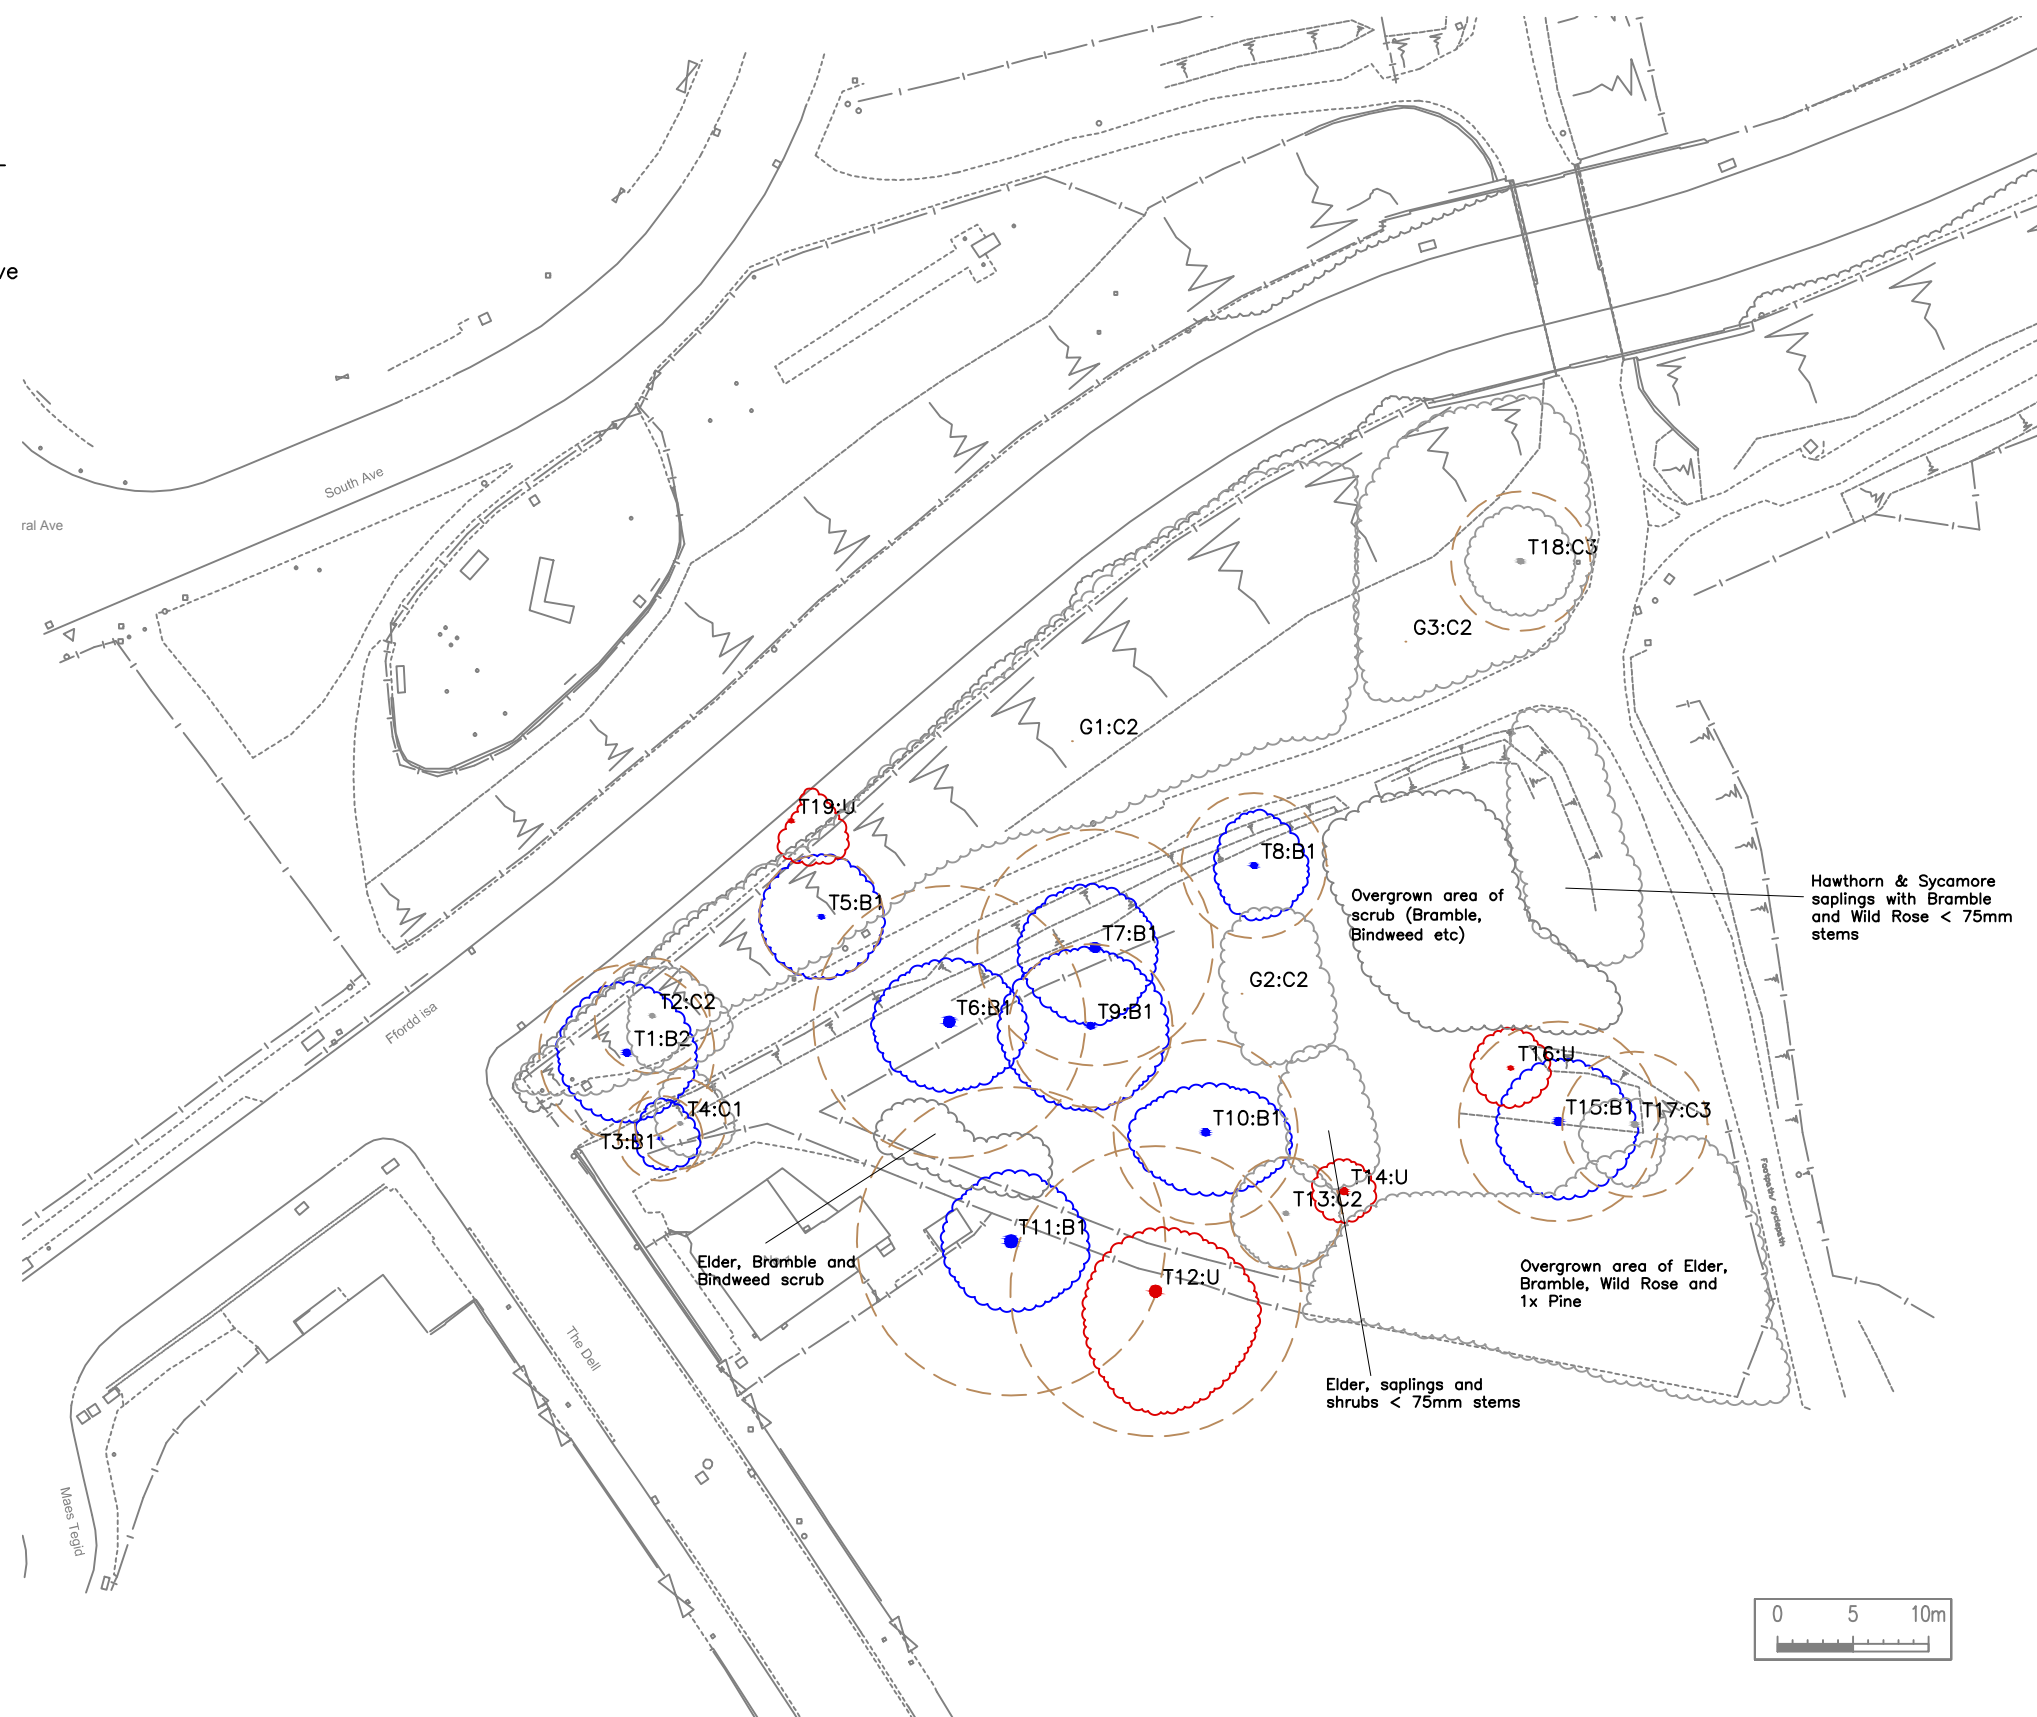 ve
South Ave
ral Ave
T18:C3
G3:C2
G1:C2
T19:U
T8:B1
T5:B1
Overgrown area of
scrub (Bramble,
Bindweed etc)
Hawthorn & Sycamore
saplings with Bramble
and Wild Rose < 75mm
stems
T7:B1
G2:C2
T2:C2
T6:B1
T9:B1
Ffordd isa
T1:B2
T16:U
T4:C1
T3:B1
T10:B1
T15:B1
T17:C3
T14:U
T13:C2
Footpath/ cyclepath
T11:B1
Elder, Bramble and
Bindweed scrub
T12:U
Overgrown area of Elder,
Bramble, Wild Rose and
1x Pine
The Dell
Elder, saplings and
shrubs < 75mm stems
Maes Tegid
0 5 10m